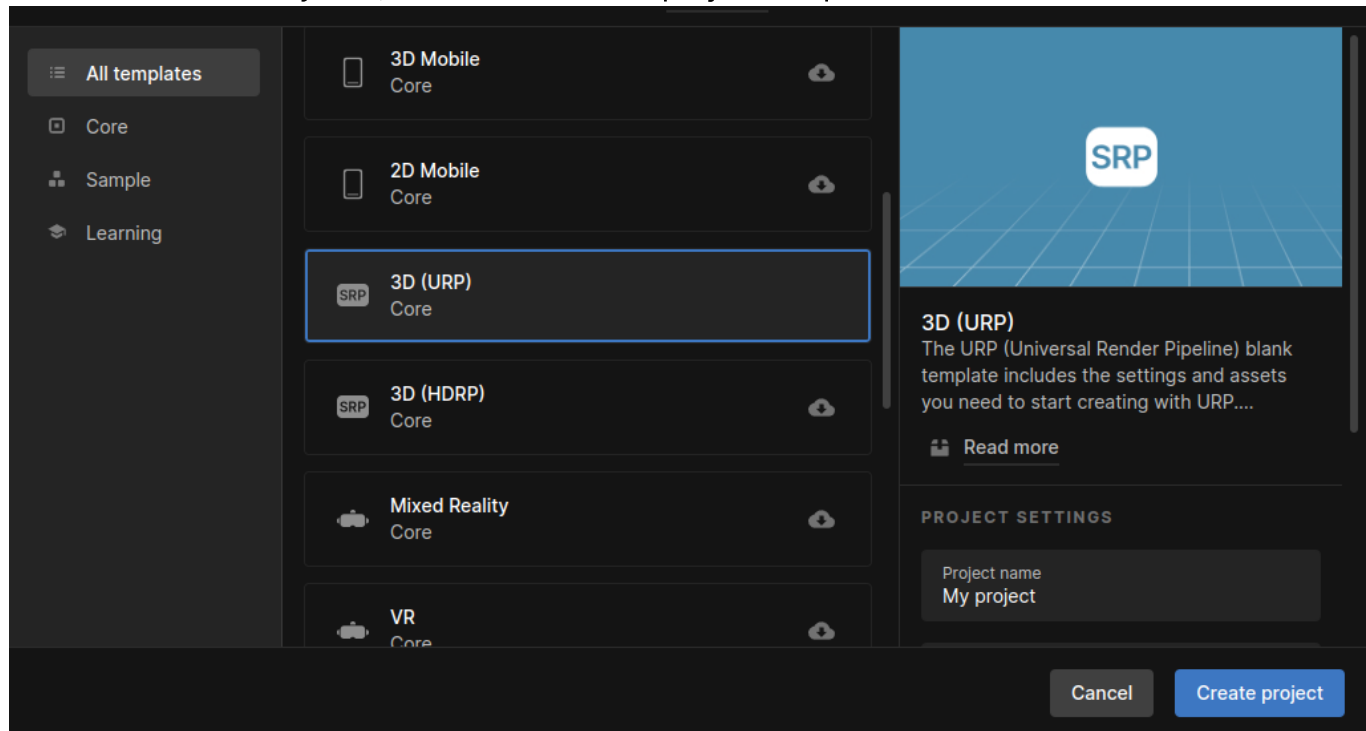 All templates
Core
Sample
Learning
3D Mobile
Core
2D Mobile
Core
SRP
3D (URP)
Core
SRP
3D (HDRP)
Core
Mixed Reality
Core
VR
Core
SRP
3D (URP)
The URP (Universal Render Pipeline) blank
template includes the settings and assets
you need to start creating with URP....
Read more
PROJECT SETTINGS
Project name
My project
Cancel
Create project